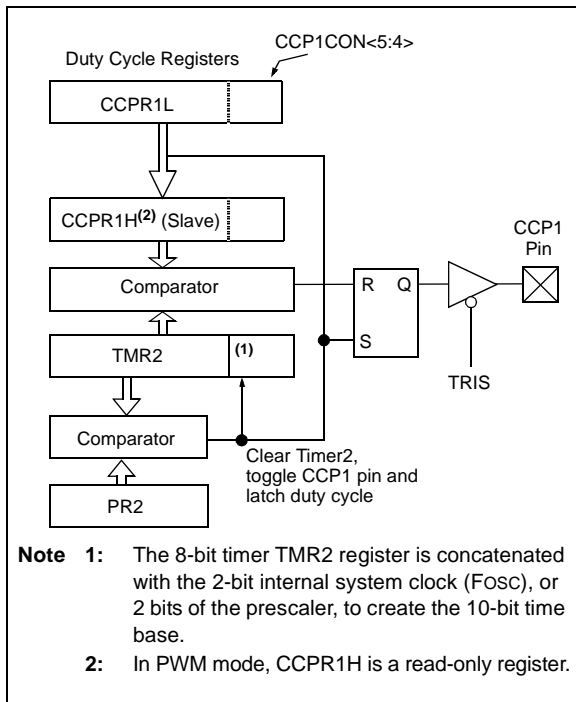 CCP1CON<5:4>
Duty Cycle Registers
CCPR1L
CCPR1H(2) (Slave)
CCP1
Pin
Comparator
R Q
TMR2
(1)
S
TRIS
Comparator
Clear Timer2,
toggle CCP1 pin and
latch duty cycle
PR2
Note 1: The 8-bit timer TMR2 register is concatenated
with the 2-bit internal system clock (FOSC), or
2 bits of the prescaler, to create the 10-bit time
base.
2: In PWM mode, CCPR1H is a read-only register.